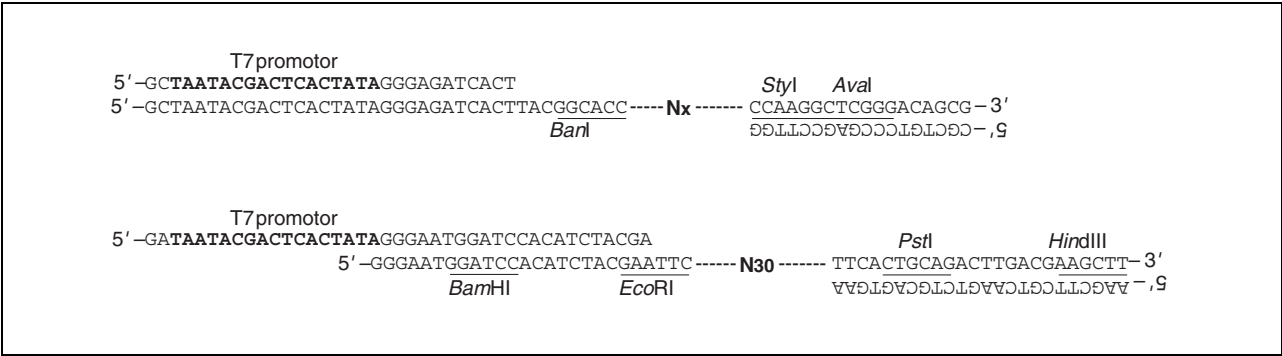 T7promotor
5′–GCTAATACGACTCACTATAGGGAGATCACT
StyI AvaI
5′–GCTAATACGACTCACTATAGGGAGATCACTTACGGCACC-----Nx-------CCAAGGCTCGGGACAGCG–3′
BanI
5′–CGCTGTCCCGAGCCTTGG
T7promotor
5′–GATAATACGACTCACTATAGGGAATGGATCCACATCTACGA
PstI HindIII
5′–GGGAATGGATCCACATCTACGAATTC------N30-------TTCACTGCAGACTTGACGAAGCTT–3′
BamHI EcoRI
5′–AAGCTTCGTCAAGTCTGCAGTGAA